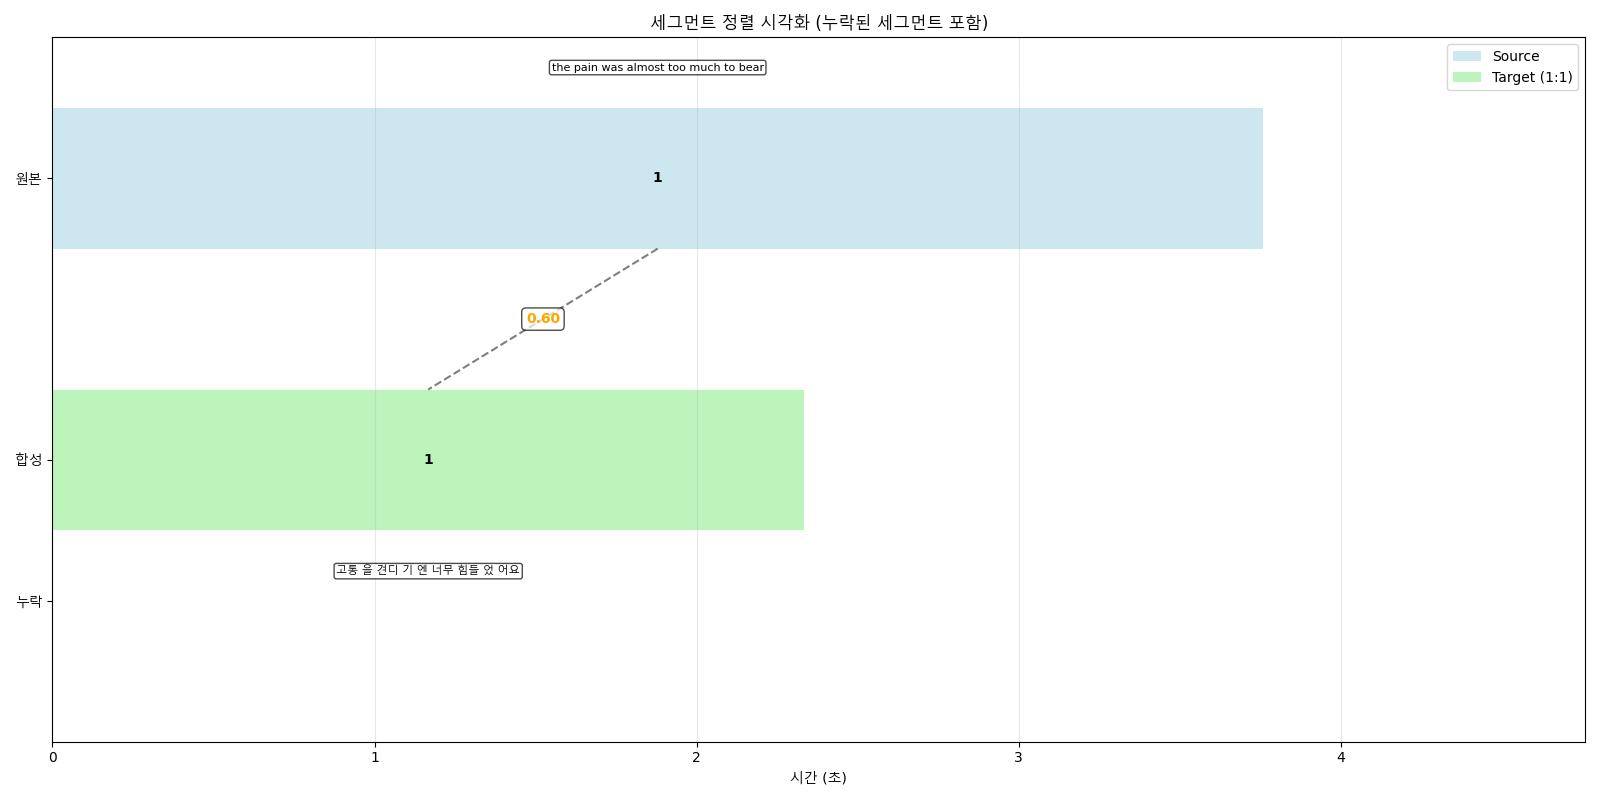 세그먼트 정렬 시각화 (누락된 세그먼트 포함)
Source
Target (1:1)
the pain was almost too much to bear
원본
1
0.60
합성
1
고통 을 견디 기 엔 너무 힘들 었 어요
누락
0 1 2 3 4
시간 (초)